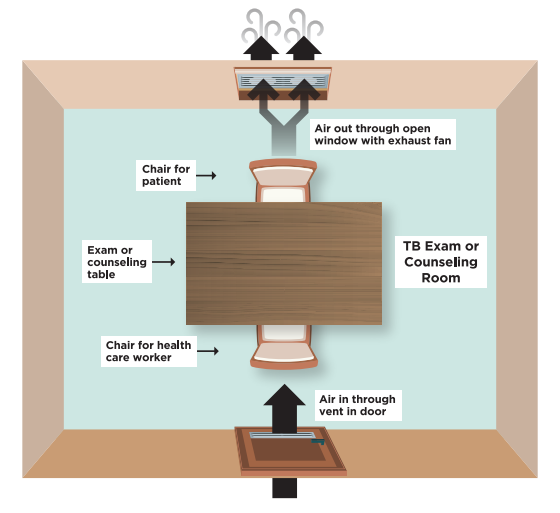 Air out through open
window with exhaust fan
Chair for
patient
TB Exam or
Counseling
Room
Exam or
counseling
table
Chair for health
care worker
Air in through
vent in door